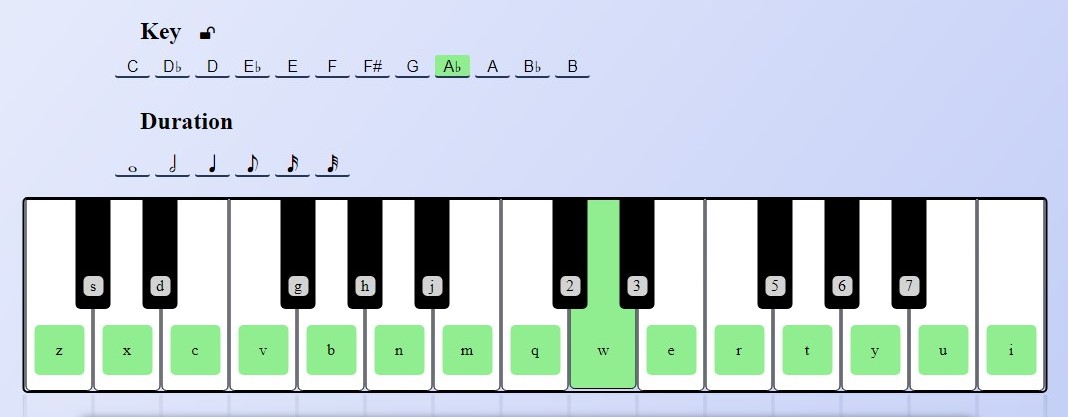 Key
C D♭ D E♭ E F F# G A♭ A B♭ B
Duration
s d g h j 2 3 5 6 7
z x c v b n m q w e r t y u i